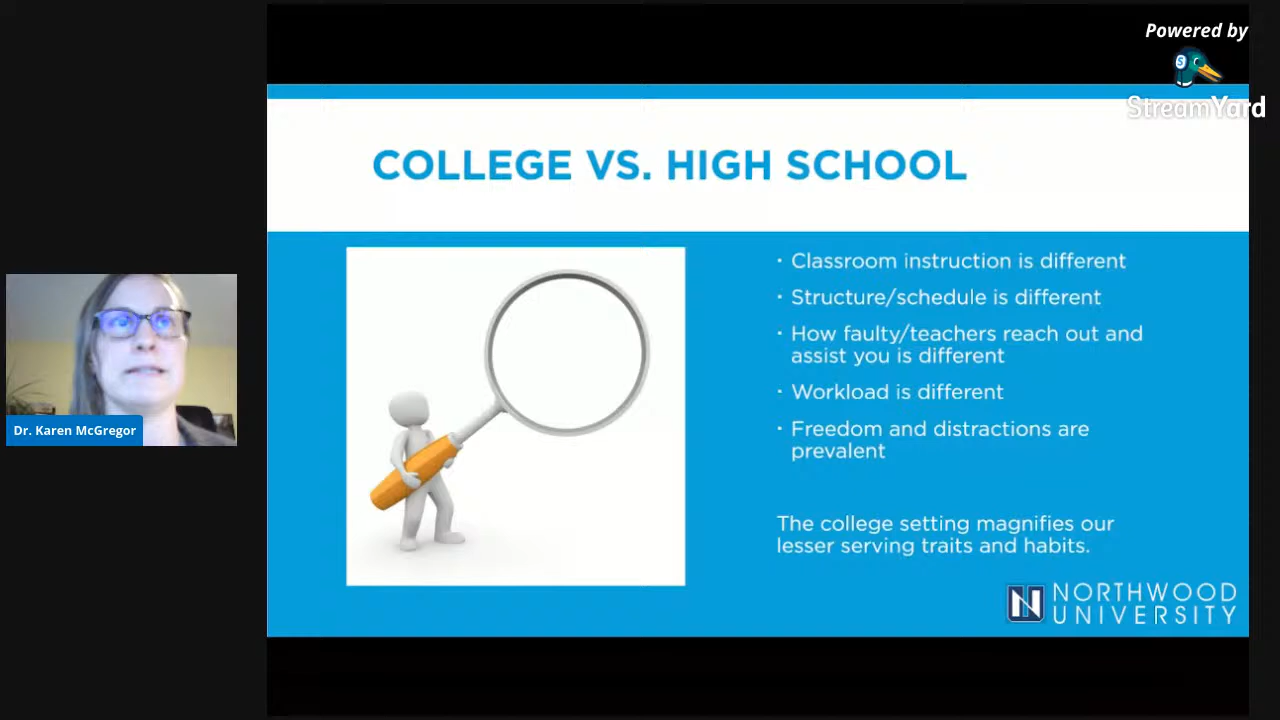 Powered by
StreamYard
COLLEGE VS. HIGH SCHOOL
· Classroom instruction is different
· Structure/schedule is different
· How faulty/teachers reach out and
assist you is different
· Workload is different
· Freedom and distractions are
prevalent
The college setting magnifies our
lesser serving traits and habits.
Dr. Karen McGregor
N NORTHWOOD
UNIVERSITY